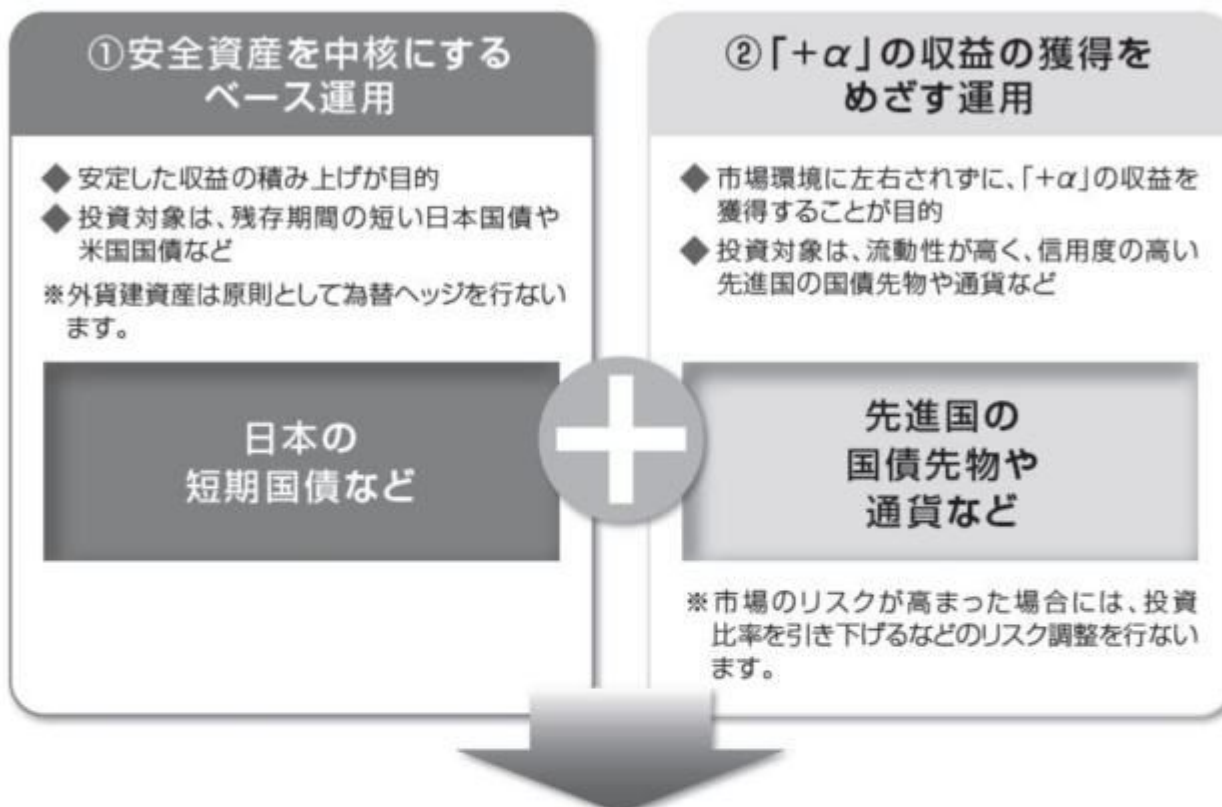 ①安全資産を中核にする
ベース運用
◆安定した収益の積み上げが目的
◆投資対象は、残存期間の短い日本国債や
米国国債など
※外貨建資産は原則として為替ヘッジを行ない
ます。
日本の
短期国債など
②「+α」の収益の獲得を
めざす運用
◆市場環境に左右されずに、「+α」の収益を
獲得することが目的
◆投資対象は、流動性が高く、信用度の高い
先進国の国債先物や通貨など
先進国の
国債先物や
通貨など
※市場のリスクが高まった場合には、投資
比率を引き下げるなどのリスク調整を行ない
ます。